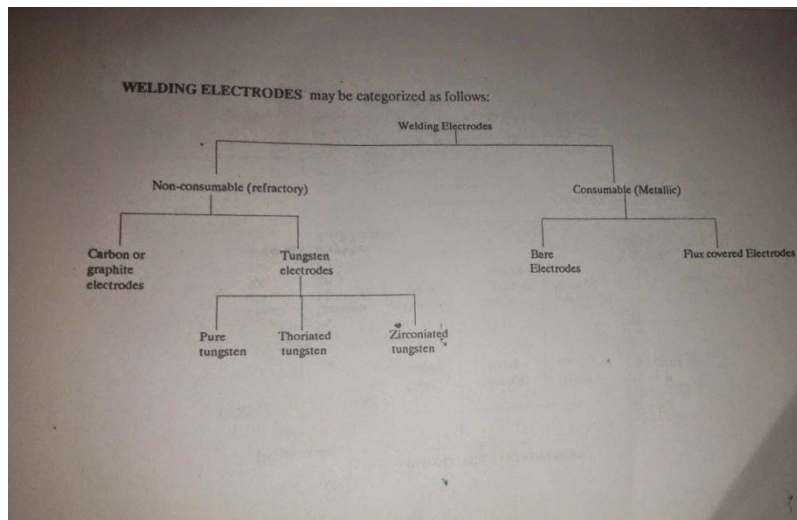 WELDING ELECTRODES may be categorized as follows:
Welding Electrodes
Non-consumable (refractory)
Consumable (Metallic)
Carbon or
graphite
electrodes
Tungsten
electrodes
Bare
Electrodes
Flux covered Electrodes
Pure
tungsten
Thoriated
tungsten
Zirconiated
tungsten